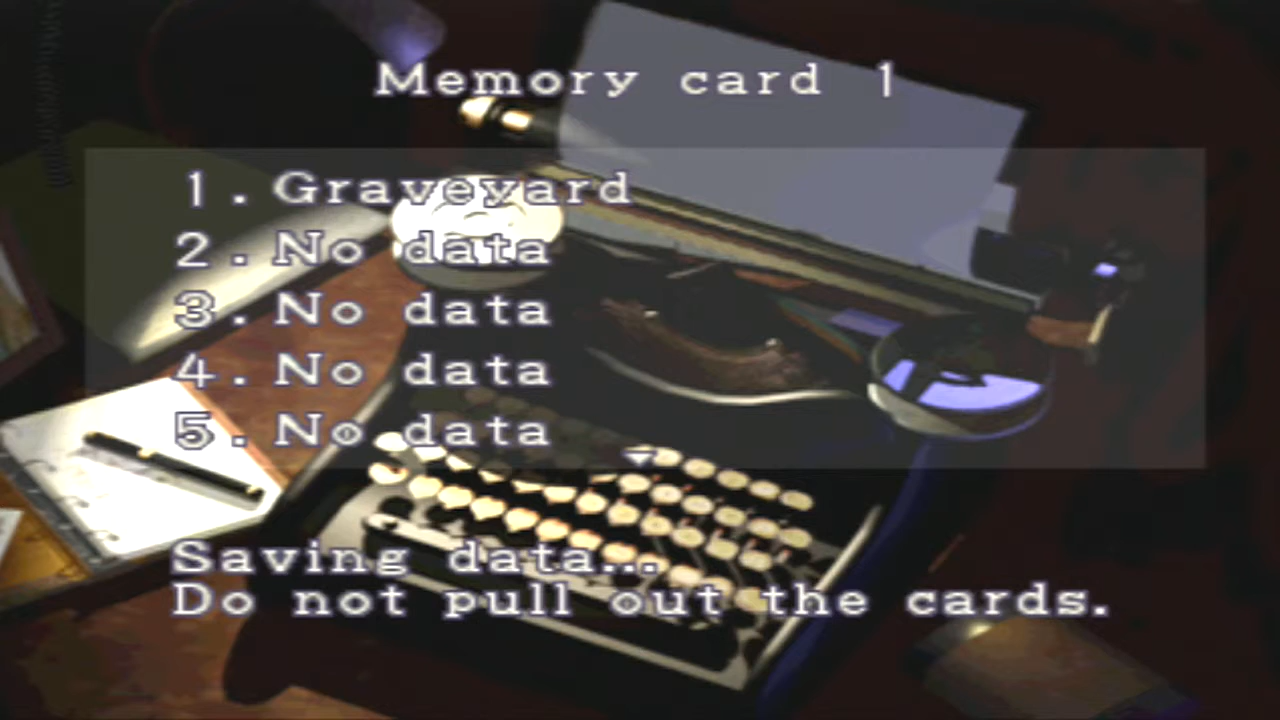 Memory card 1
1. Graveyard
2. No data
3. No data
4. No data
5. No data
Saving data...
Do not pull out the cards.